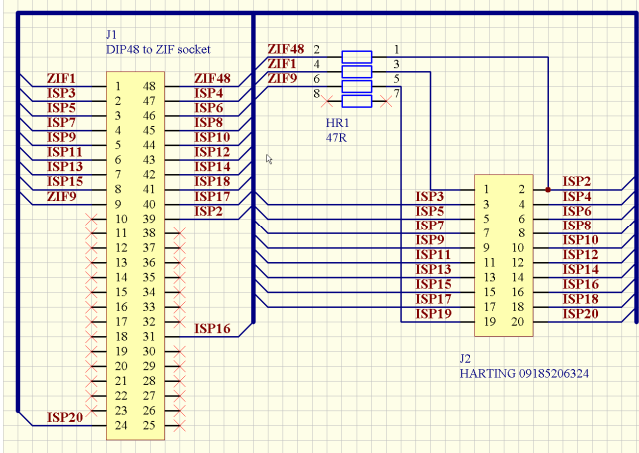 J1
DIP48 to ZIF socket
ZIF1 1 48 ZIF48
ISP3 2 47 ISP4
ISP5 3 46 ISP6
ISP7 4 45 ISP8
ISP9 5 44 ISP10
ISP11 6 43 ISP12
ISP13 7 42 ISP14
ISP15 8 41 ISP18
ZIF9 9 40 ISP17
10 39 ISP2
11 38
12 37
13 36
14 35
15 34
16 33
17 32
18 31 ISP16
19 30
20 29
21 28
22 27
23 26
ISP20 24 25
ZIF48 2 1
ZIF1 4 3
ZIF9 6 5
8 7
HR1
47R
1 2 ISP2
ISP3 3 4 ISP4
ISP5 5 6 ISP6
ISP7 7 8 ISP8
ISP9 9 10 ISP10
ISP11 11 12 ISP12
ISP13 13 14 ISP14
ISP15 15 16 ISP16
ISP17 17 18 ISP18
ISP19 19 20 ISP20
J2
HARTING 09185206324